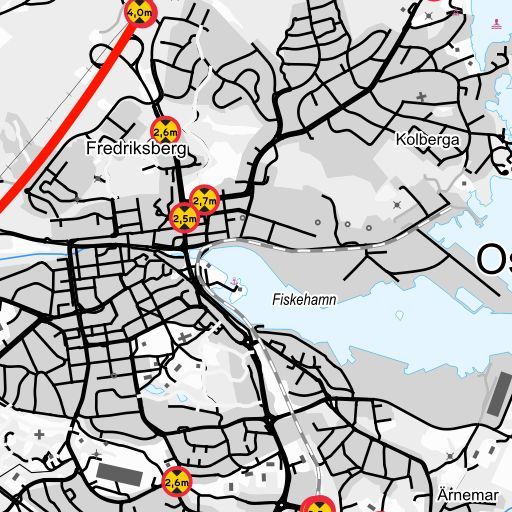 4,0m
2,6m
Fredriksberg
Kolberga
2,7m
2,5m
Os
Fiskehamn
2,6m
Ärnemar